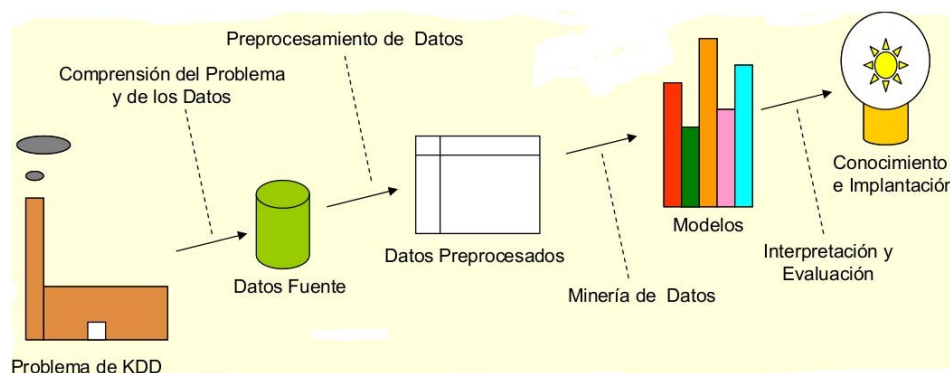 Preprocesamiento de Datos
Comprensión del Problema
y de los Datos
Conocimiento
e Implantación
Modelos
Datos Preprocesados
Interpretación y
Evaluación
Datos Fuente
Minería de Datos
Problema de KDD